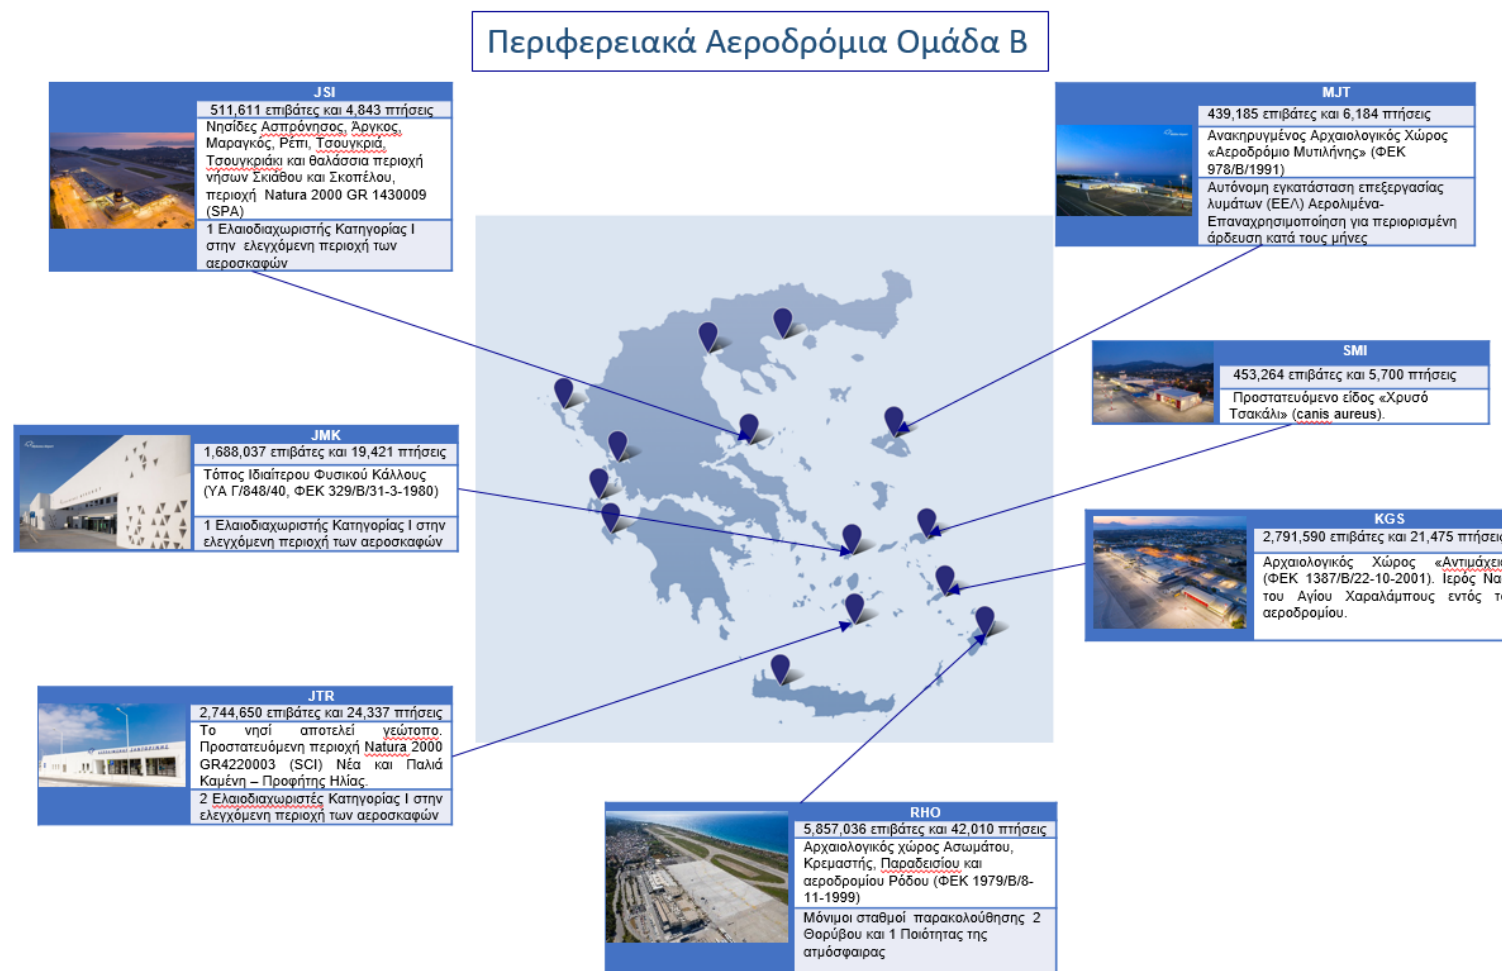 Περιφερειακά Αεροδρόμια Ομάδα Β
JSI
511,611 επιβάτες και 4,843 πτήσεις
Νησίδες Ασπρόνησος, Άργκος,
Μαραγκός, Ρέπι, Τσουγκριά,
Τσουγκριάκι και θαλάσσια περιοχή
νήσων Σκιάθου και Σκοπέλου,
περιοχή Natura 2000 GR 1430009
(SPA)
1 Ελαιοδιαχωριστής Κατηγορίας Ι
στην ελεγχόμενη περιοχή των
αεροσκαφών
MJT
439,185 επιβάτες και 6,184 πτήσεις
Ανακηρυγμένος Αρχαιολογικός Χώρος
«Αεροδρόμιο Μυτιλήνης» (ΦΕΚ
978/Β/1991)
Αυτόνομη εγκατάσταση επεξεργασίας
λυμάτων (ΕΕΛ) Αερολιμένα-
Επαναχρησιμοποίηση για περιορισμένη
άρδευση κατά τους μήνες
SMI
453,264 επιβάτες και 5,700 πτήσεις
Προστατευόμενο είδος «Χρυσό
Τσακάλι» (canis aureus).
JMK
1,688,037 επιβάτες και 19,421 πτήσεις
Τόπος Ιδιαίτερου Φυσικού Κάλλους
(ΥΑ Γ/848/40, ΦΕΚ 329/Β/31-3-1980)
1 Ελαιοδιαχωριστής Κατηγορίας Ι στην
ελεγχόμενη περιοχή των αεροσκαφών
KGS
2,791,590 επιβάτες και 21,475 πτήσεις
Αρχαιολογικός Χώρος «Αντιμάχεια
(ΦΕΚ 1387/Β/22-10-2001). Ιερός Ναό
του Αγίου Χαραλάμπους εντός το
αεροδρομίου.
JTR
2,744,650 επιβάτες και 24,337 πτήσεις
Το νησί αποτελεί γεώτοπο.
Προστατευόμενη περιοχή Natura 2000
GR4220003 (SCI) Νέα και Παλιά
Καμένη – Προφήτης Ηλίας.
2 Ελαιοδιαχωριστές Κατηγορίας Ι στην
ελεγχόμενη περιοχή των αεροσκαφών
RHO
5,857,036 επιβάτες και 42,010 πτήσεις
Αρχαιολογικός χώρος Ασωμάτου,
Κρεμαστής, Παραδεισίου και
αεροδρομίου Ρόδου (ΦΕΚ 1979/Β/8-
11-1999)
Μόνιμοι σταθμοί παρακολούθησης 2
Θορύβου και 1 Ποιότητας της
ατμόσφαιρας